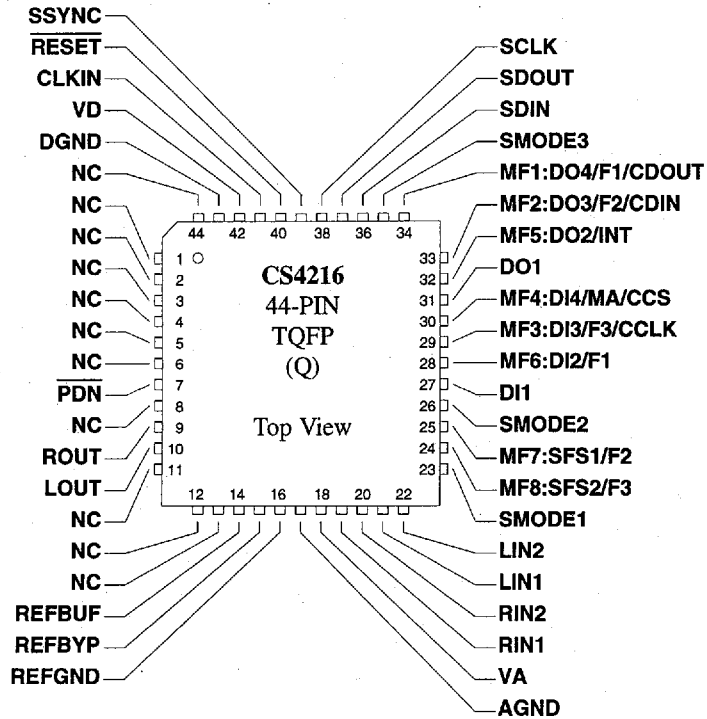 SSYNC
RESET
CLKIN
VD
DGND
NC
NC
NC
NC
NC
NC
NC
PDN
NC
ROUT
LOUT
NC
NC
NC
REFBUF
REFBYP
REFGND
SCLK
SDOUT
SDIN
SMODE3
MF1:DO4/F1/CDOUT
MF2:DO3/F2/CDIN
MF5:DO2/INT
DO1
MF4:DI4/MA/CCS
MF3:DI3/F3/CCLK
MF6:DI2/F1
DI1
SMODE2
MF7:SFS1/F2
MF8:SFS2/F3
SMODE1
LIN2
LIN1
RIN2
RIN1
VA
AGND
44 42 40 38 36 34
1
2
3
4
5
6
7
8
9
10
11
CS4216
44-PIN
TQFP
(Q)
Top View
33
32
31
30
29
28
27
26
25
24
23
12 14 16 18 20 22